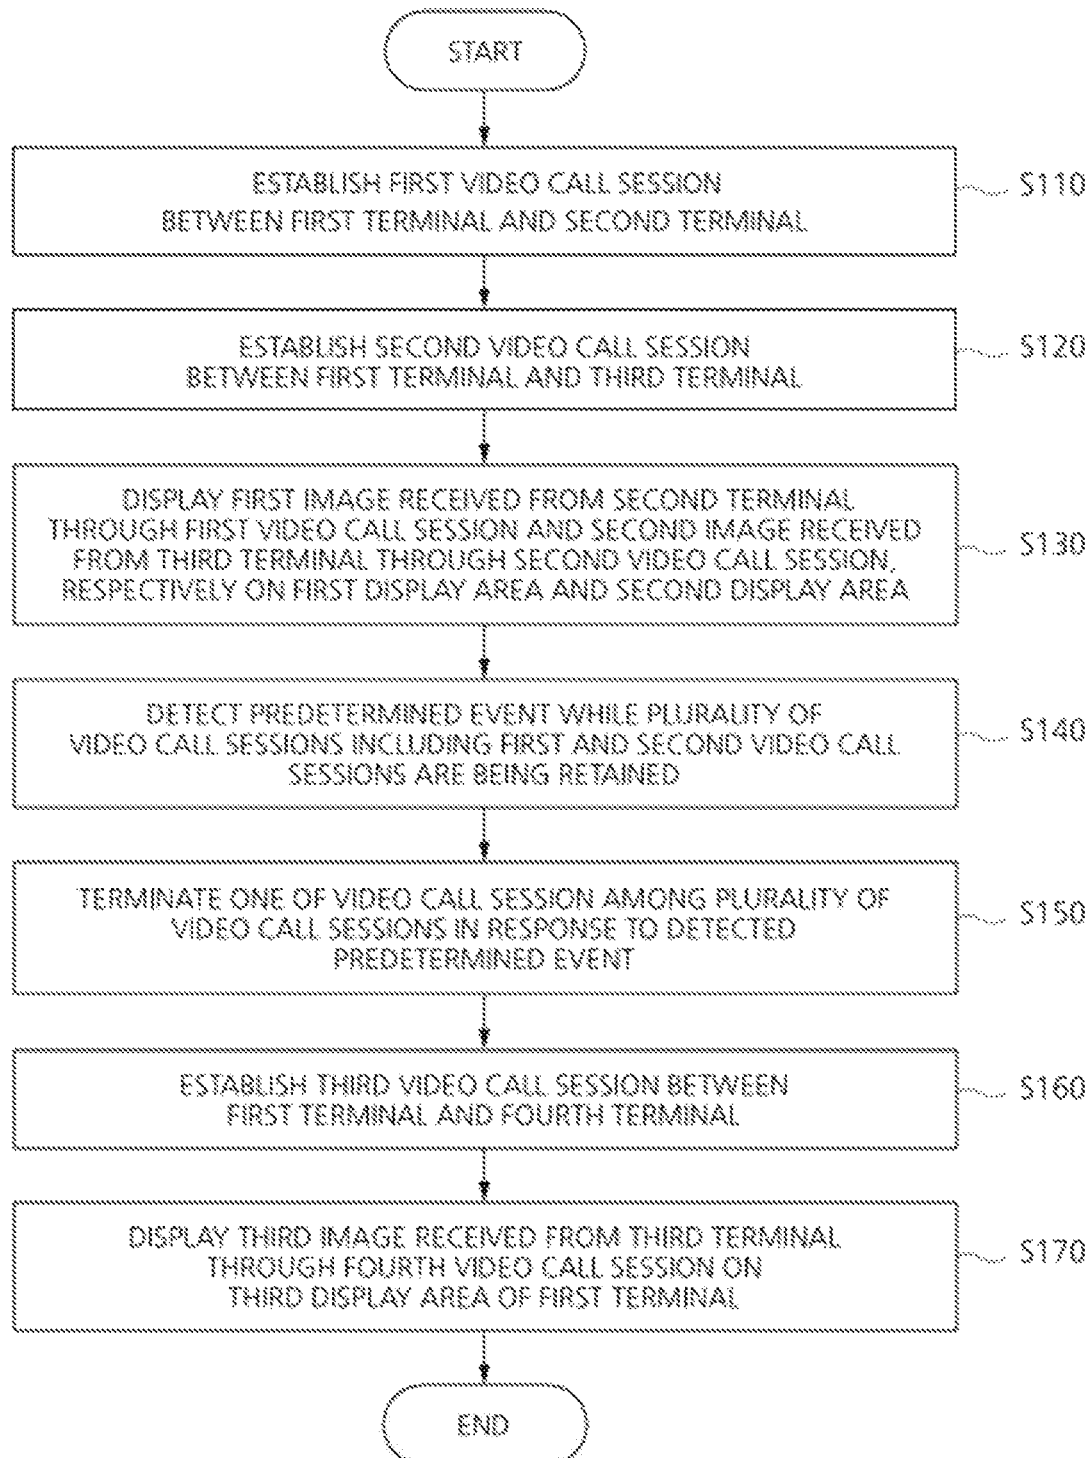 START
ESTABLISH FIRST VIDEO CALL SESSION
BETWEEN FIRST TERMINAL AND SECOND TERMINAL
S110
ESTABLISH SECOND VIDEO CALL SESSION
BETWEEN FIRST TERMINAL AND THIRD TERMINAL
S120
DISPLAY FIRST IMAGE RECEIVED FROM SECOND TERMINAL
THROUGH FIRST VIDEO CALL SESSION AND SECOND IMAGE RECEIVED
FROM THIRD TERMINAL THROUGH SECOND VIDEO CALL SESSION,
RESPECTIVELY ON FIRST DISPLAY AREA AND SECOND DISPLAY AREA
S130
DETECT PREDETERMINED EVENT WHILE PLURALITY OF
VIDEO CALL SESSIONS INCLUDING FIRST AND SECOND VIDEO CALL
SESSIONS ARE BEING RETAINED
S140
TERMINATE ONE OF VIDEO CALL SESSION AMONG PLURALITY OF
VIDEO CALL SESSIONS IN RESPONSE TO DETECTED
PREDETERMINED EVENT
S150
ESTABLISH THIRD VIDEO CALL SESSION BETWEEN
FIRST TERMINAL AND FOURTH TERMINAL
S160
DISPLAY THIRD IMAGE RECEIVED FROM THIRD TERMINAL
THROUGH FOURTH VIDEO CALL SESSION ON
THIRD DISPLAY AREA OF FIRST TERMINAL
S170
END